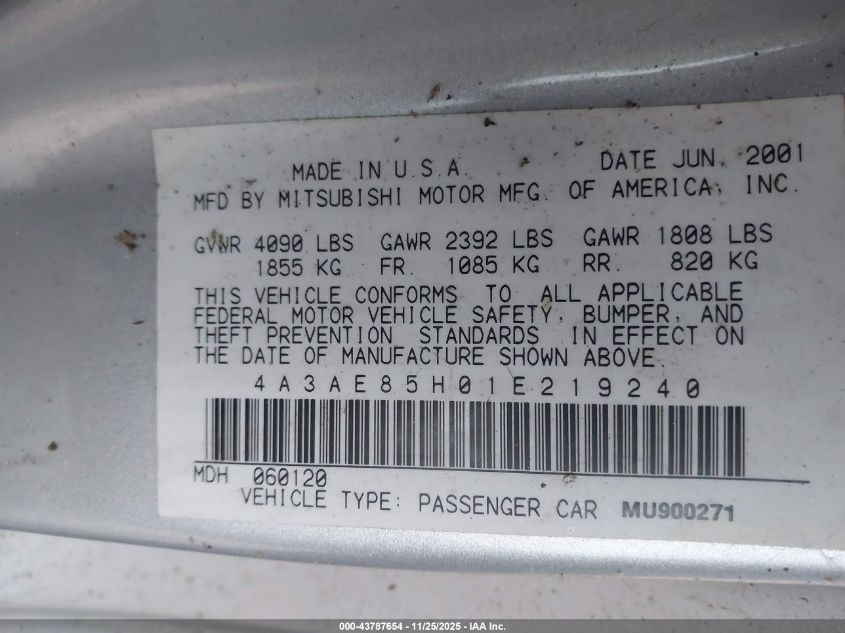 MADE IN U.S.A. DATE JUN. 2001
MFD BY MITSUBISHI MOTOR MFG. OF AMERICA, INC.
GVWR 4090 LBS GAWR 2392 LBS GAWR 1808 LBS
1855 KG FR. 1085 KG RR. 820 KG
THIS VEHICLE CONFORMS TO ALL APPLICABLE
FEDERAL MOTOR VEHICLE SAFETY, BUMPER, AND
THEFT PREVENTION STANDARDS IN EFFECT ON
THE DATE OF MANUFACTURE SHOWN ABOVE.
4A3AE85H01E219240
MDH 060120
VEHICLE TYPE: PASSENGER CAR MU900271
000-43787654 - 11/25/2025 - IAA Inc.